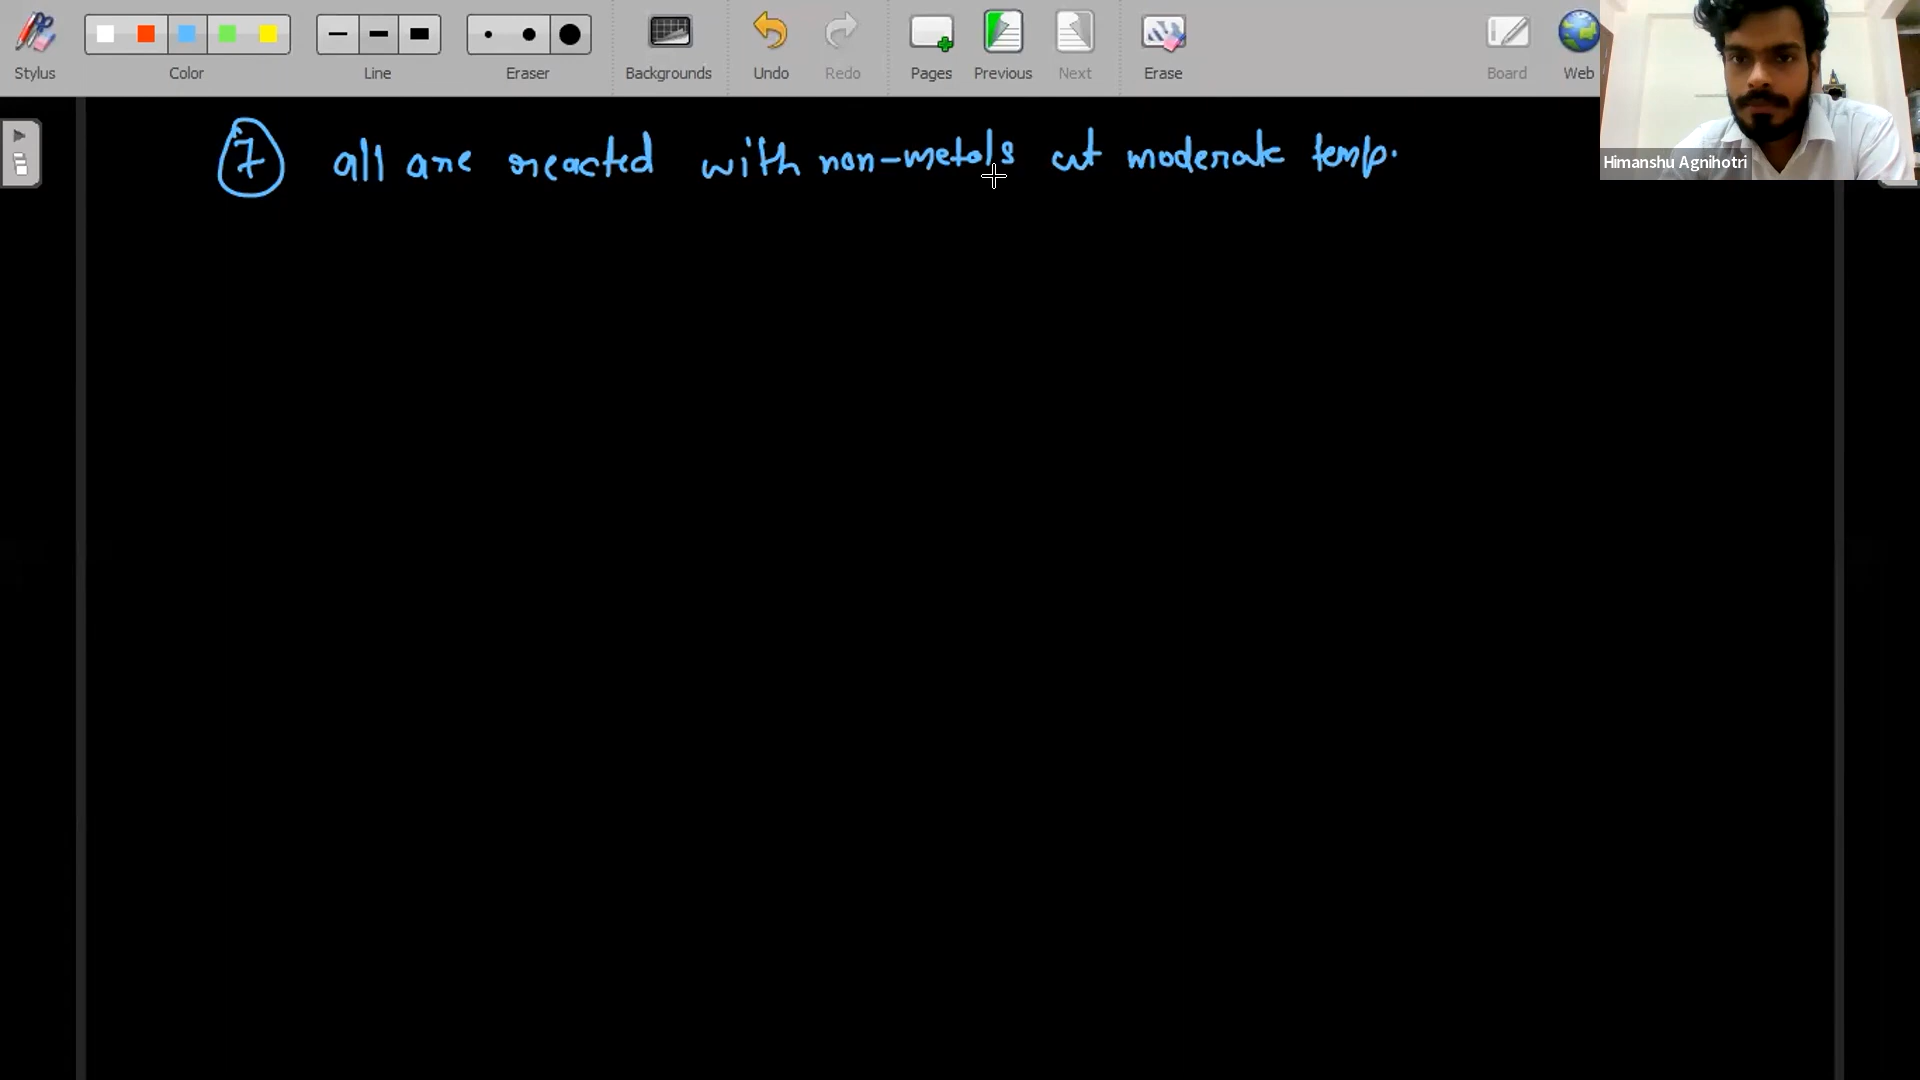 Stylus Color Line Eraser Backgrounds Undo Redo Pages Previous Next Erase Board Web
Himanshu Agnihotri
7 all are reacted with non-metals at moderate temp.